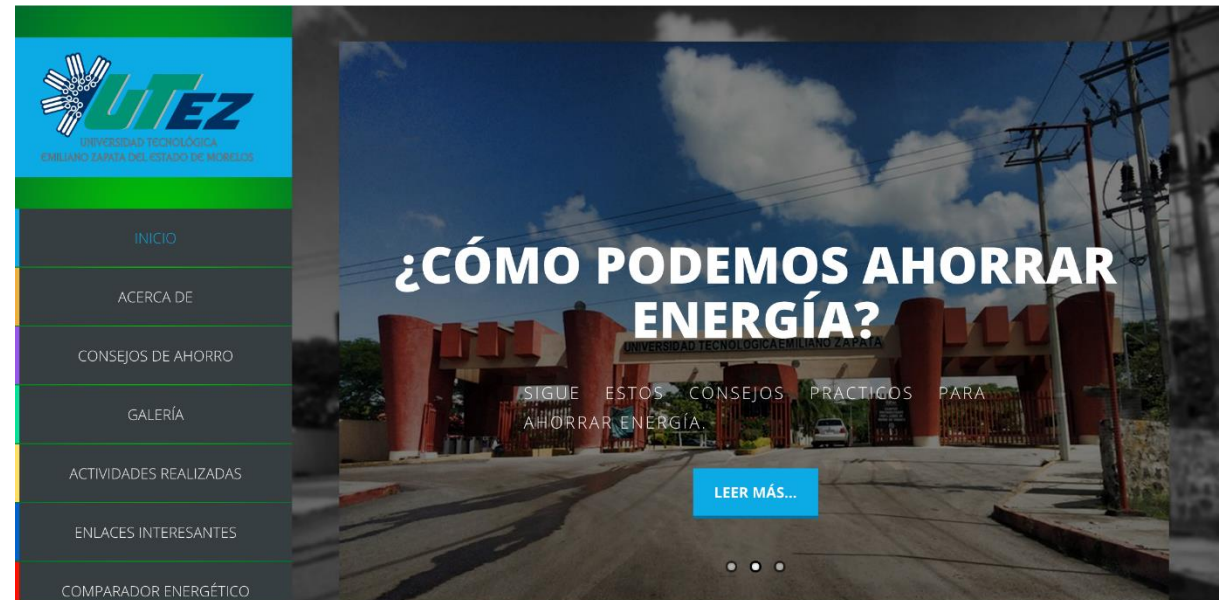 UTEZ
UNIVERSIDAD TECNOLÓGICA
EMILIANO ZAPATA DEL ESTADO DE MORELOS
INICIO
ACERCA DE
CONSEJOS DE AHORRO
GALERÍA
ACTIVIDADES REALIZADAS
ENLACES INTERESANTES
COMPARADOR ENERGÉTICO
¿CÓMO PODEMOS AHORRAR
ENERGÍA?
UNIVERSIDAD TECNOLOGICA EMILIANO ZAPATA
SIGUE ESTOS CONSEJOS PRACTICOS PARA
AHORRAR ENERGÍA.
LEER MÁS...